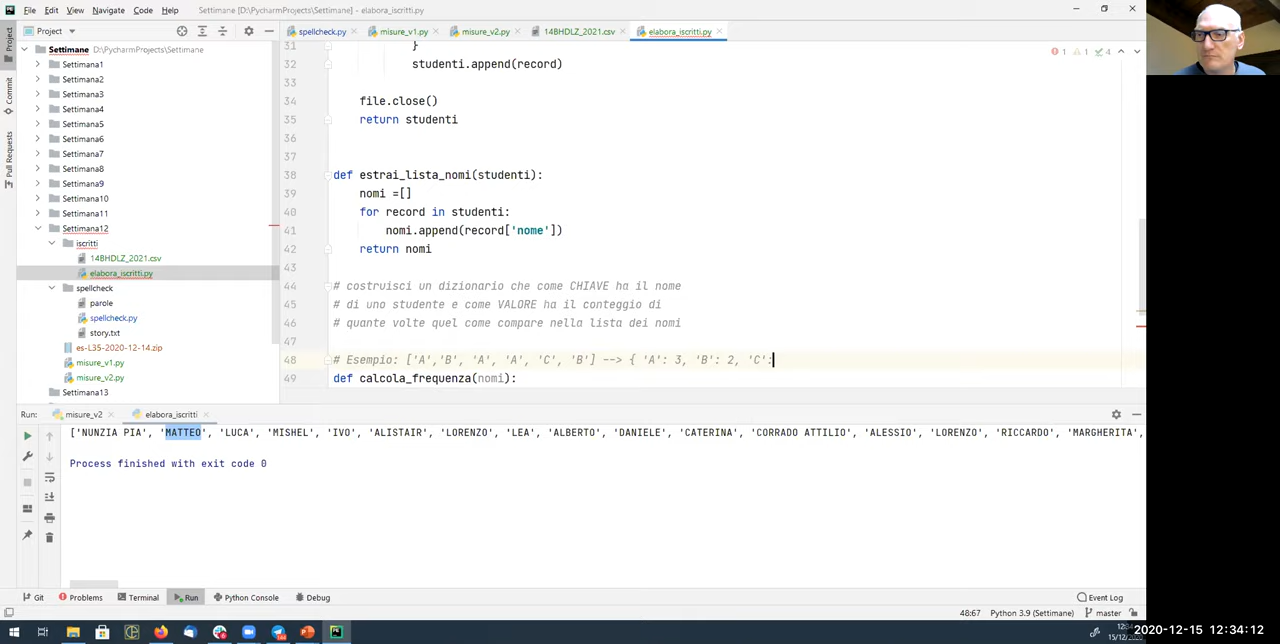 File Edit View Navigate Code Help Settimane [D:\PycharmProjects\Settimane] - elabora_iscritti.py
Project
spellcheck.py misure_v1.py misure_v2.py 14BHDLZ_2021.csv elabora_iscritti.py
Settimane D:\PycharmProjects\Settimane
Settimana1
Settimana2
Settimana3
Settimana4
Settimana5
Settimana6
Settimana7
Settimana8
Settimana9
Settimana10
Settimana11
Settimana12
iscritti
14BHDLZ_2021.csv
elabora_iscritti.py
spellcheck
parole
spellcheck.py
story.txt
es-L35-2020-12-14.zip
misure_v1.py
misure_v2.py
Settimana13
Project
Commit
Pull Requests
1 1 4
31 }
32 studenti.append(record)
33
34 file.close()
35 return studenti
36
37
38 def estrai_lista_nomi(studenti):
39 nomi =[]
40 for record in studenti:
41 nomi.append(record['nome'])
42 return nomi
43
44 # costruisci un dizionario che come CHIAVE ha il nome
45 # di uno studente e come VALORE ha il conteggio di
46 # quante volte quel come compare nella lista dei nomi
47
48 # Esempio: ['A','B', 'A', 'A', 'C', 'B'] --> { 'A': 3, 'B': 2, 'C':
49 def calcola_frequenza(nomi):
Run: misure_v2 elabora_iscritti
['NUNZIA PIA', 'MATTEO', 'LUCA', 'MISHEL', 'IVO', 'ALISTAIR', 'LORENZO', 'LEA', 'ALBERTO', 'DANIELE', 'CATERINA', 'CORRADO ATTILIO', 'ALESSIO', 'LORENZO', 'RICCARDO', 'MARGHERITA',
Process finished with exit code 0
Git Problems Terminal Run Python Console Debug Event Log
48:67 Python 3.9 (Settimane) master
2020-12-15 12:34:12